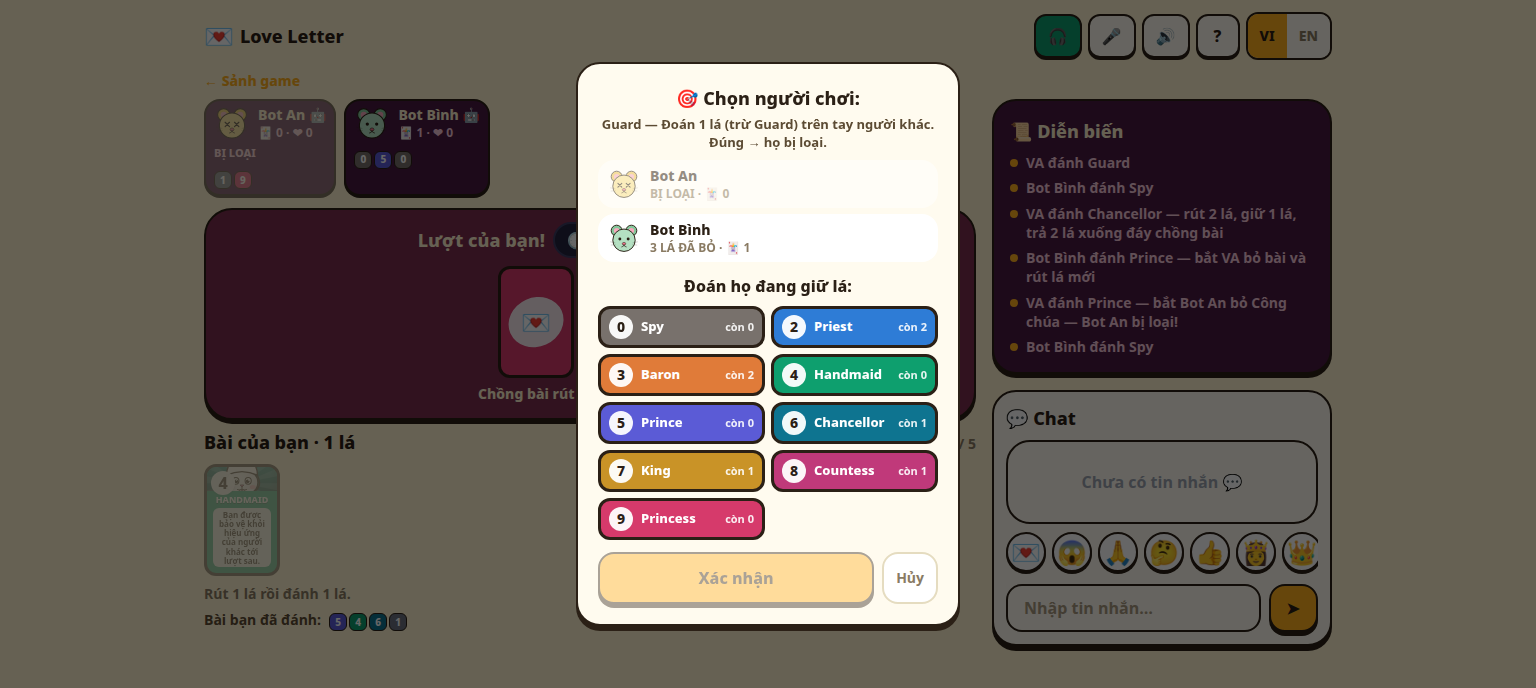 💌 Love Letter
🎧 🎤 🔊 ? VI EN
← Sảnh game
Bot An 🤖
🃏 0 · ❤ 0
BỊ LOẠI
1 9
Bot Bình 🤖
🃏 1 · ❤ 0
0 5 0
Lượt của bạn!
Chồng bài rút
Bài của bạn · 1 lá
/ 5
4
HANDMAID
Bạn được
bảo vệ khỏi
hiệu ứng
của người
khác tới
lượt sau.
Rút 1 lá rồi đánh 1 lá.
Bài bạn đã đánh: 5 4 6 1
🎯 Chọn người chơi:
Guard — Đoán 1 lá (trừ Guard) trên tay người khác.
Đúng → họ bị loại.
Bot An
BỊ LOẠI · 🃏 0
Bot Bình
3 LÁ ĐÃ BỎ · 🃏 1
Đoán họ đang giữ lá:
0 Spy còn 0
2 Priest còn 2
3 Baron còn 2
4 Handmaid còn 0
5 Prince còn 0
6 Chancellor còn 1
7 King còn 1
8 Countess còn 1
9 Princess còn 0
Xác nhận
Hủy
📜 Diễn biến
VA đánh Guard
Bot Bình đánh Spy
VA đánh Chancellor — rút 2 lá, giữ 1 lá,
trả 2 lá xuống đáy chồng bài
Bot Bình đánh Prince — bắt VA bỏ bài và
rút lá mới
VA đánh Prince — bắt Bot An bỏ Công
chúa — Bot An bị loại!
Bot Bình đánh Spy
💬 Chat
Chưa có tin nhắn 💬
💌 😱 🙏 🤔 👍 👸 👑
Nhập tin nhắn...
➤